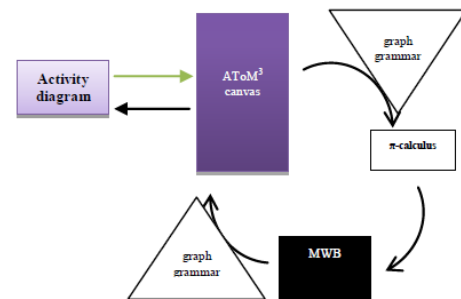 Activity
diagram
AToM³
canvas
graph
grammar
π-calculus
MWB
graph
grammar